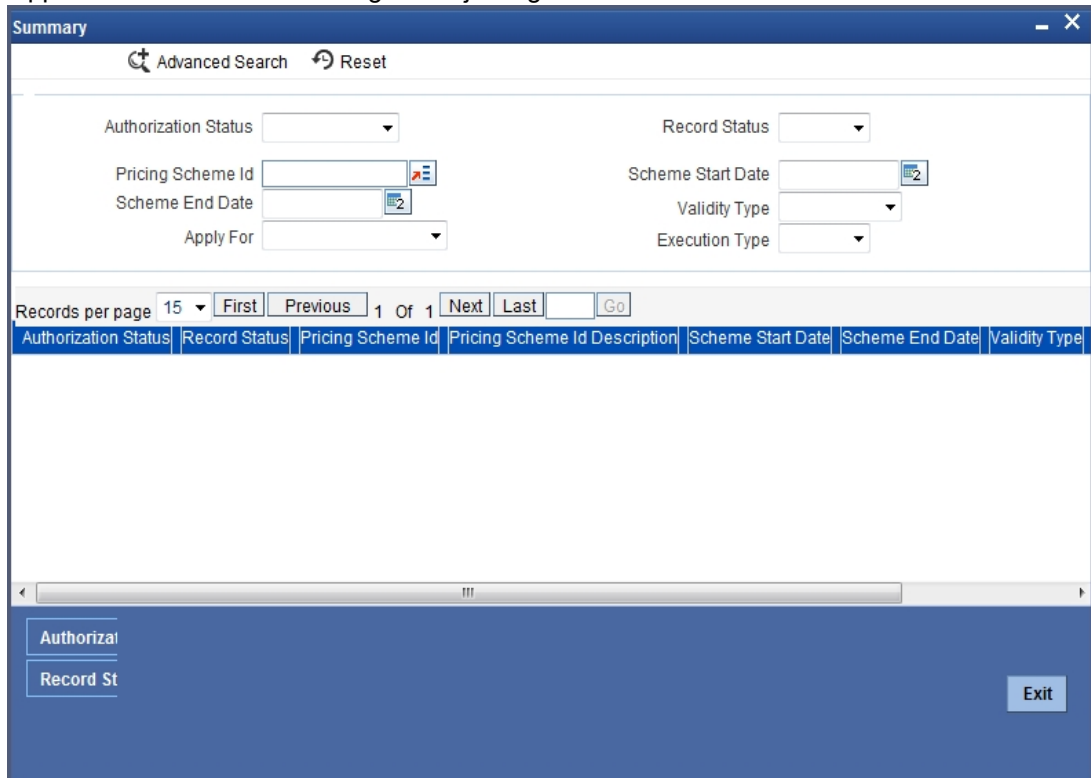 Summary
Advanced Search Reset
Authorization Status Record Status
Pricing Scheme Id Scheme Start Date
Scheme End Date Validity Type
Apply For Execution Type
Records per page 15 First Previous 1 Of 1 Next Last Go
Authorization Status Record Status Pricing Scheme Id Pricing Scheme Id Description Scheme Start Date Scheme End Date Validity Type
Authorizat
Record St
Exit